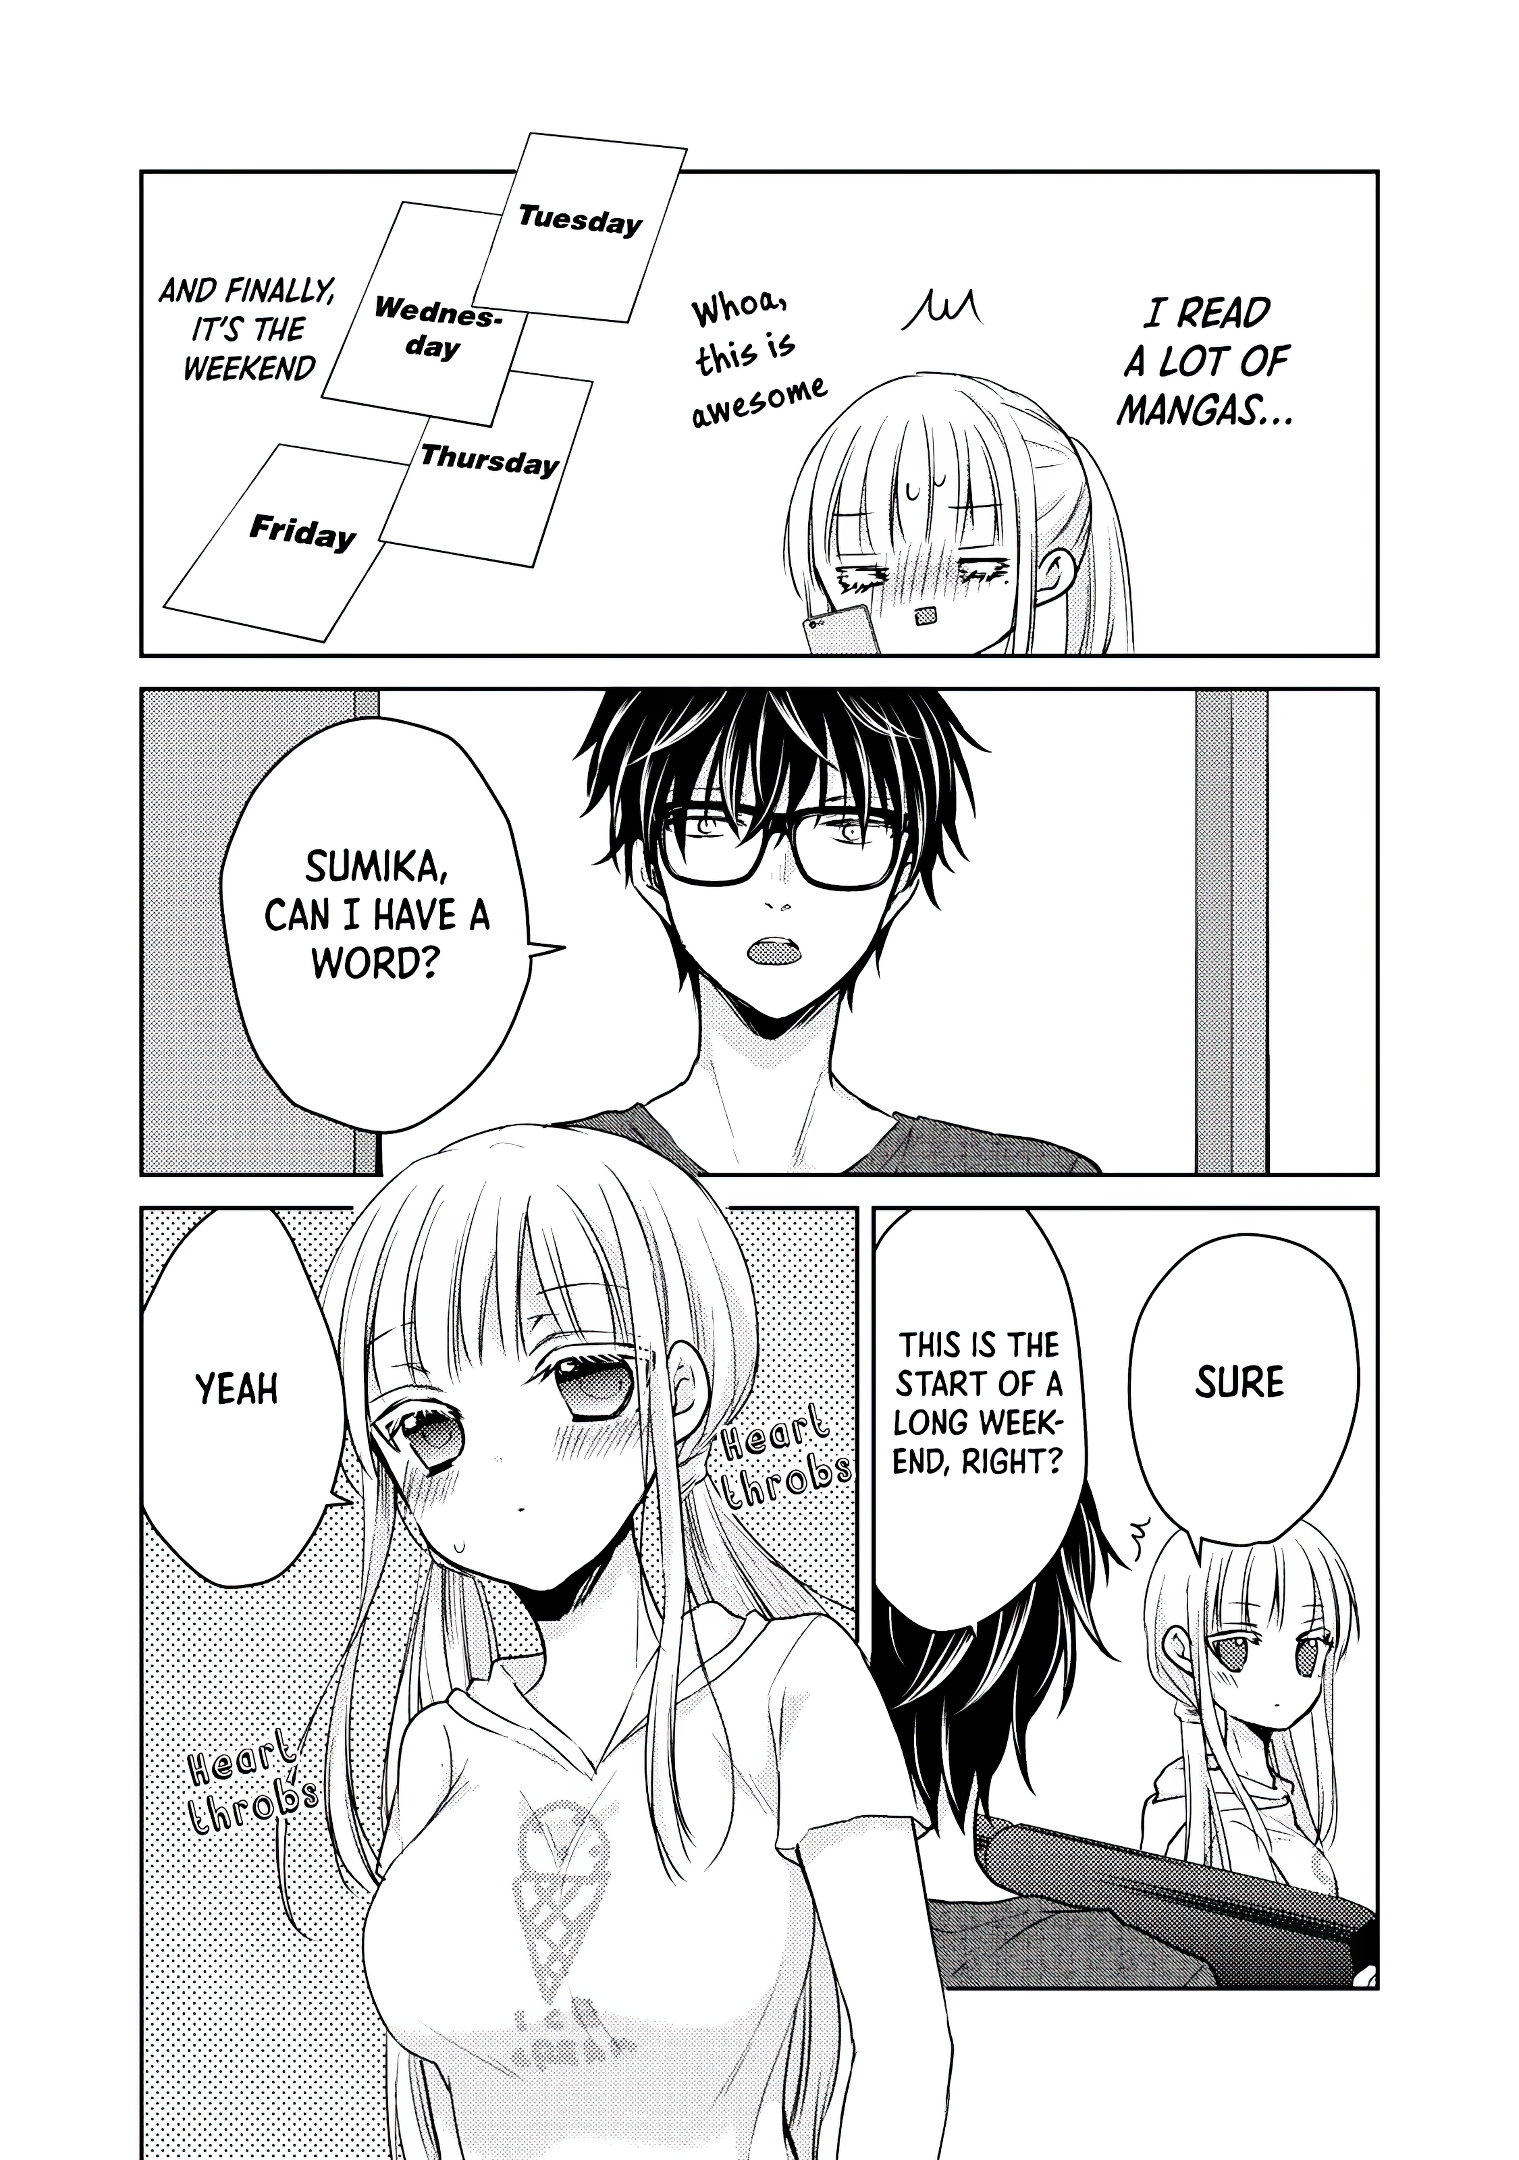 I READ
A LOT OF
MANGAS...
Whoa,
this is
awesome
Tuesday
Wednes-
day
Thursday
Friday
AND FINALLY,
IT'S THE
WEEKEND
SUMIKA,
CAN I HAVE A
WORD?
SURE
THIS IS THE
START OF A
LONG WEEK-
END, RIGHT?
Heart
throbs
YEAH
Heart
throbs